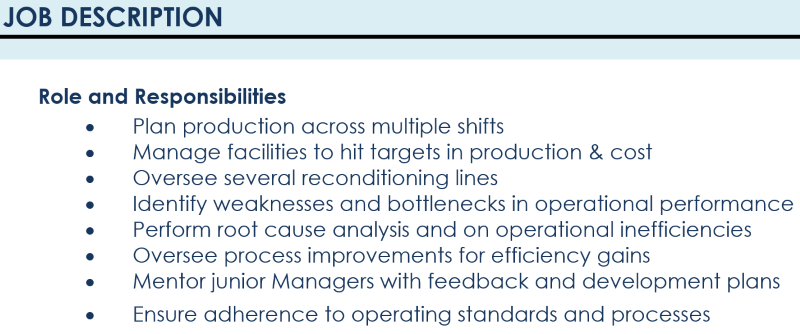 JOB DESCRIPTION
Role and Responsibilities
• Plan production across multiple shifts
• Manage facilities to hit targets in production & cost
• Oversee several reconditioning lines
• Identify weaknesses and bottlenecks in operational performance
• Perform root cause analysis and on operational inefficiencies
• Oversee process improvements for efficiency gains
• Mentor junior Managers with feedback and development plans
• Ensure adherence to operating standards and processes